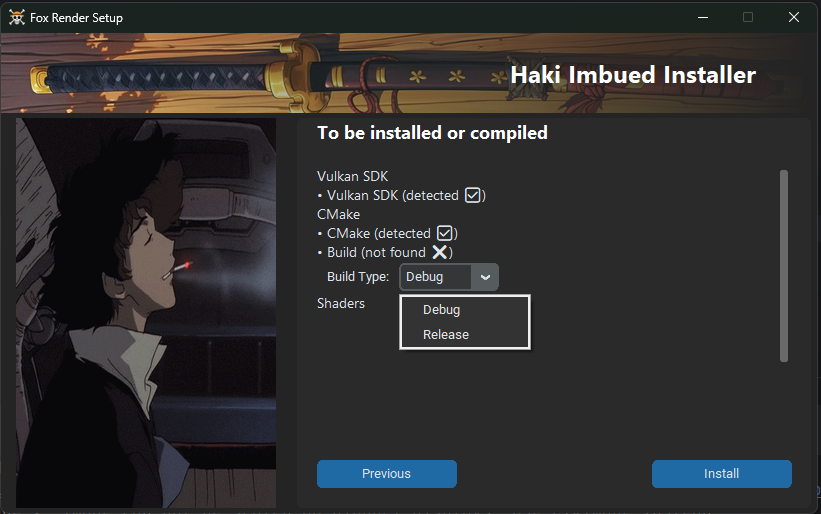 Fox Render Setup
Haki Imbued Installer
To be installed or compiled
Vulkan SDK
• Vulkan SDK (detected ☑)
CMake
• CMake (detected ☑)
• Build (not found ❌)
Build Type: Debug
Shaders
Debug
Release
Previous
Install